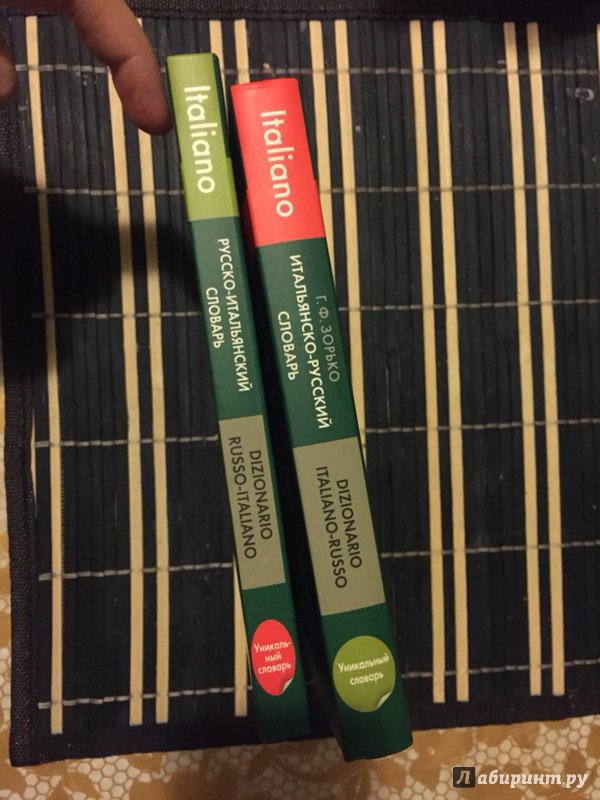 Italiano
РУССКО-ИТАЛЬЯНСКИЙ
СЛОВАРЬ
DIZIONARIO
RUSSO-ITALIANO
Уникаль-
ный
словарь
Italiano
Г. Ф. ЗОРЬКО
ИТАЛЬЯНСКО-РУССКИЙ
СЛОВАРЬ
DIZIONARIO
ITALIANO-RUSSO
Уникальный
словарь
Лабиринт.ру